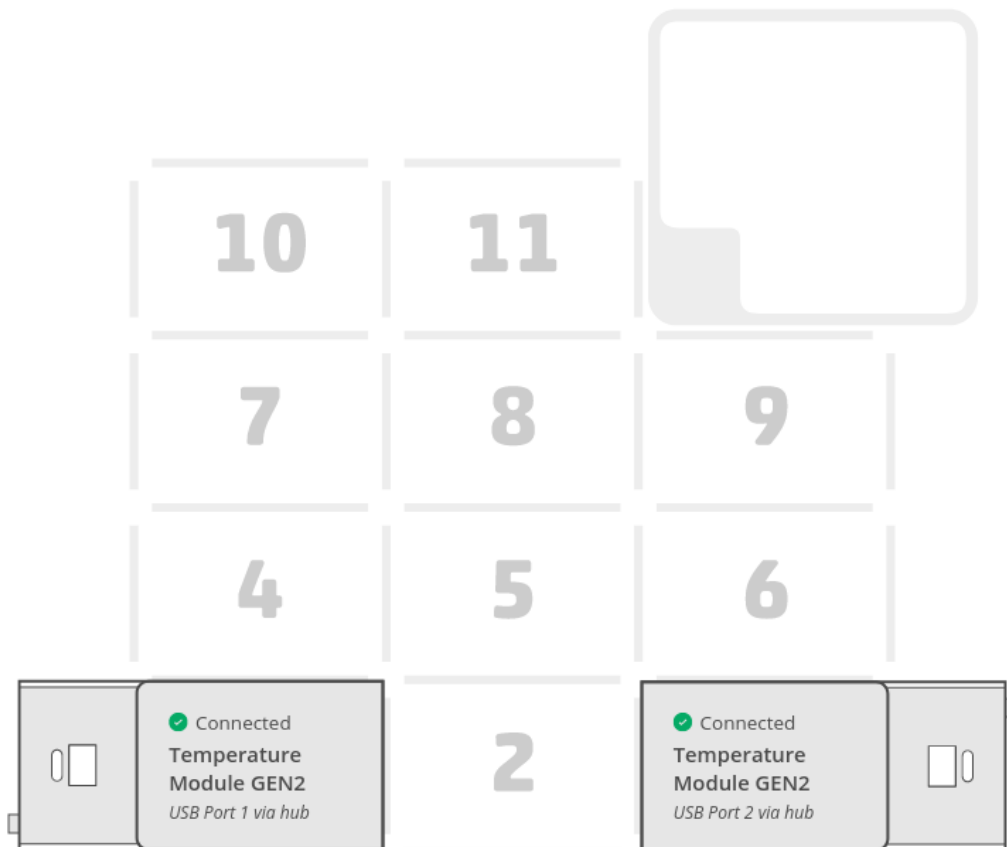 10
11
7
8
9
4
5
6
Connected
Temperature
Module GEN2
USB Port 1 via hub
2
Connected
Temperature
Module GEN2
USB Port 2 via hub